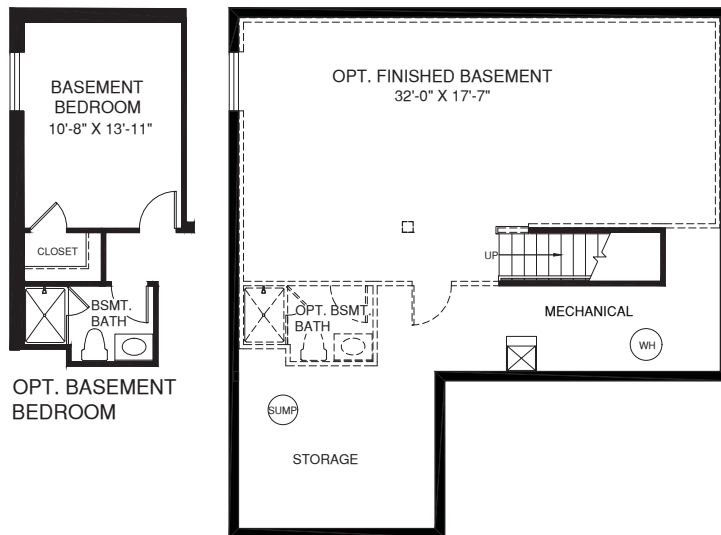 BASEMENT
BEDROOM
10'-8" X 13'-11"
CLOSET
BSMT.
BATH
OPT. BASEMENT
BEDROOM
OPT. FINISHED BASEMENT
32'-0" X 17'-7"
UP
OPT. BSMT.
BATH
MECHANICAL
WH
SUMP
STORAGE